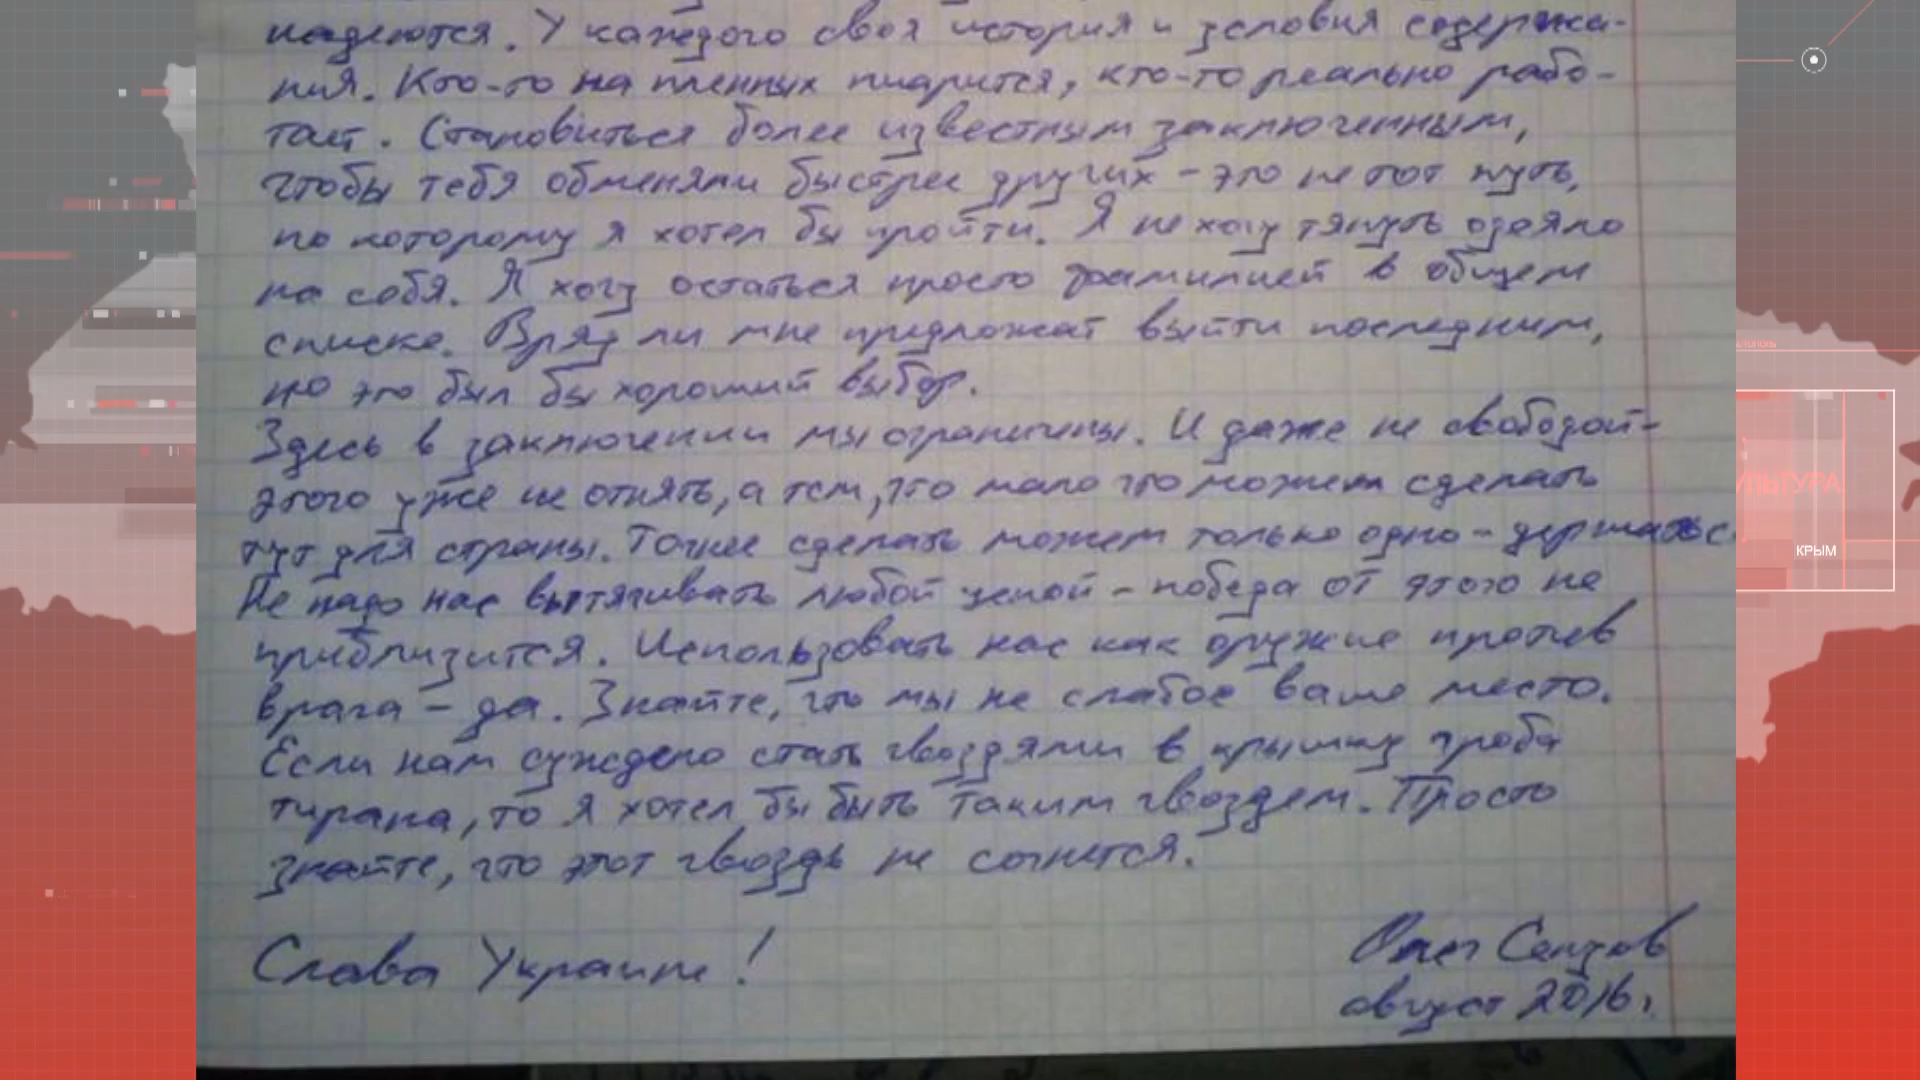 надеются. У каждого своя история и условия содержа-
ния. Кто-то на пленных пиарится, кто-то реально рабо-
тает. Становиться более известным заключенным,
чтобы тебя обменяли быстрее других - это не тот путь,
по которому я хотел бы пройти. Я не хочу тянуть одеяло
на себя. Я хочу остаться просто фамилией в общем
списке. Вряд ли мне предложат выйти последним,
но это был бы хороший выбор.
Здесь в заключении мы ограничены. И даже не свободой-
этого уже не отнять, а тем, что мало что можем сделать
тут для страны. Точнее сделать можем только одно - держатьс
Не надо нас вытягивать любой ценой - победа от этого не
приблизится. Использовать нас как оружие против
врага - да. Знайте, что мы не слабое ваше место.
Если нам суждено стать гвоздями в крышку гроба
тирана, то я хотел бы быть таким гвоздем. Просто
знайте, что этот гвоздь не согнется.
Слава Украине!
Олег Сенцов
август 2016г.
УЛЬТУРА
КРЫМ